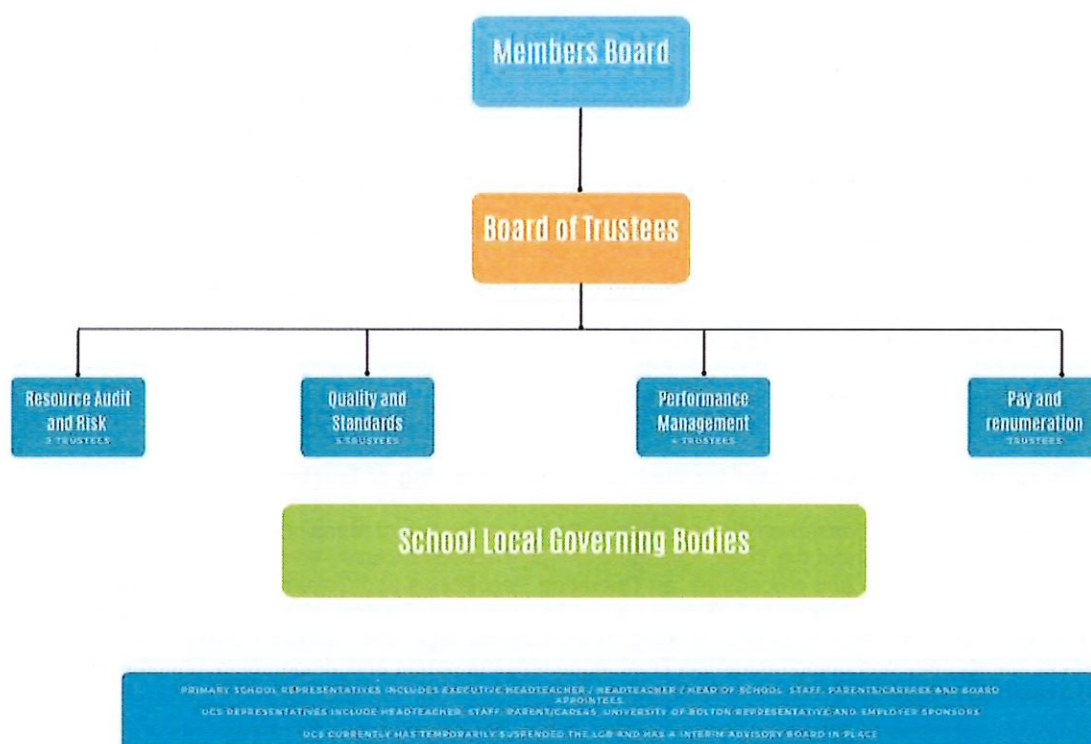 Members Board
Board of Trustees
Resource Audit
and Risk
3 TRUSTEES
Quality and
Standards
5 TRUSTEES
Performance
Management
4 TRUSTEES
Pay and
renumeration
TRUSTEES
School Local Governing Bodies
PRIMARY SCHOOL REPRESENTATIVES INCLUDES EXECUTIVE HEADTEACHER / HEADTEACHER / HEAD OF SCHOOL, STAFF, PARENTS/CARERES AND BOARD
APPOINTEES.
UCS REPRESENTATIVES INCLUDE HEADTEACHER, STAFF, PARENT/CARERS, UNIVERSITY OF BOLTON REPRESENTATIVE AND EMPLOYER SPONSORS
UCS CURRENTLY HAS TEMPORARILY SUSPENDED THE LGB AND HAS A INTERIM ADVISORY BOARD IN PLACE